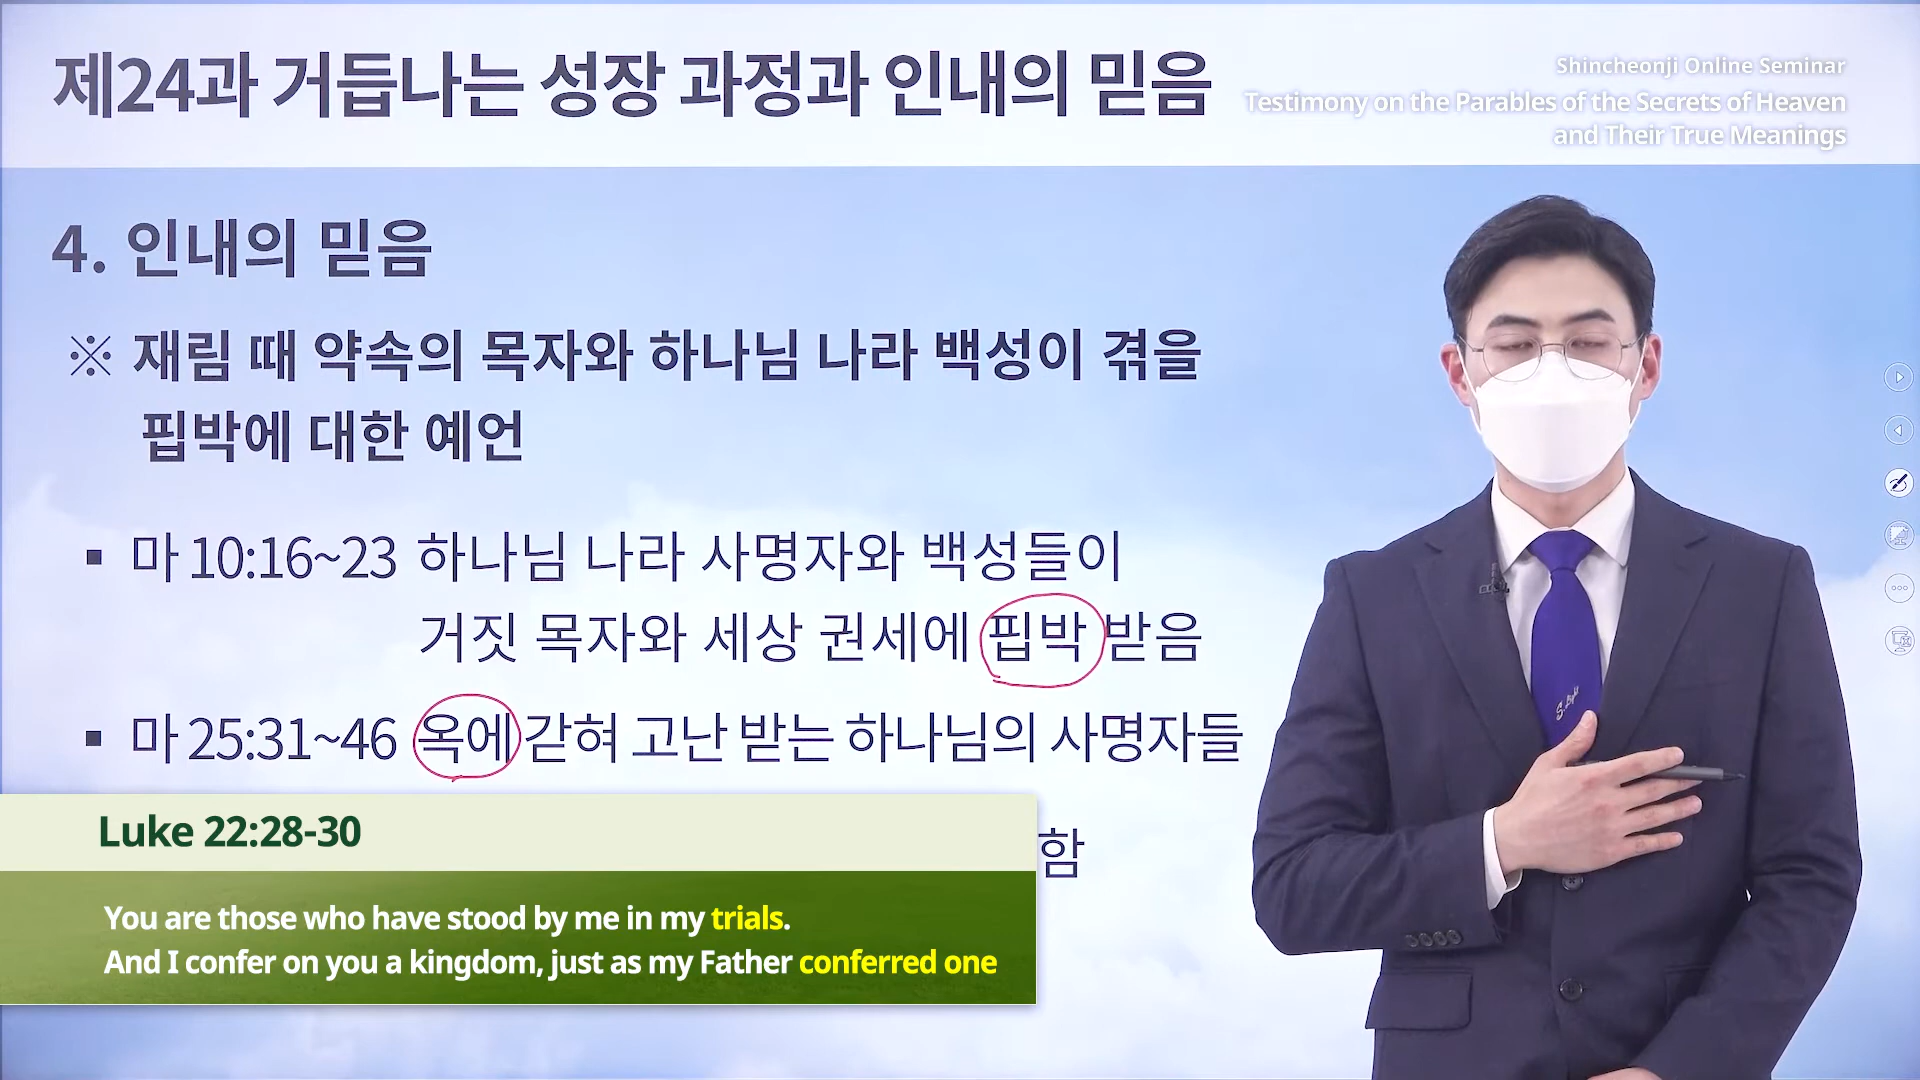 제24과 거듭나는 성장 과정과 인내의 믿음
Shincheonji Online Seminar
Testimony on the Parables of the Secrets of Heaven
and Their True Meanings
4. 인내의 믿음
※ 재림 때 약속의 목자와 하나님 나라 백성이 겪을
핍박에 대한 예언
▪ 마 10:16~23 하나님 나라 사명자와 백성들이
거짓 목자와 세상 권세에 핍박 받음
▪ 마 25:31~46 옥에 갇혀 고난 받는 하나님의 사명자들
함
Luke 22:28-30
You are those who have stood by me in my trials.
And I confer on you a kingdom, just as my Father conferred one